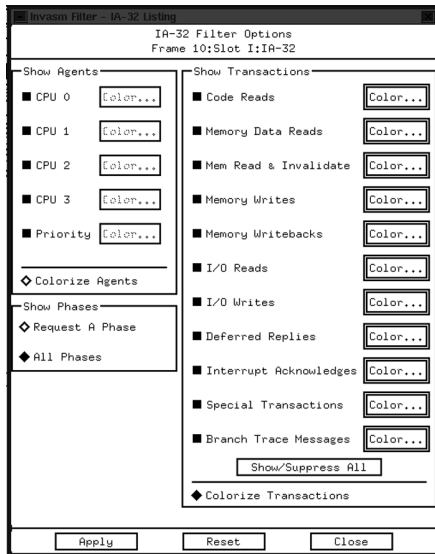 Invasm Filter - IA-32 Listing
IA-32 Filter Options
Frame 10:Slot I:IA-32
Show Agents
CPU 0 Color...
CPU 1 Color...
CPU 2 Color...
CPU 3 Color...
Priority Color...
Colorize Agents
Show Phases
Request A Phase
All Phases
Show Transactions
Code Reads Color...
Memory Data Reads Color...
Mem Read & Invalidate Color...
Memory Writes Color...
Memory Writebacks Color...
I/O Reads Color...
I/O Writes Color...
Deferred Replies Color...
Interrupt Acknowledges Color...
Special Transactions Color...
Branch Trace Messages Color...
Show/Suppress All
Colorize Transactions
Apply Reset Close